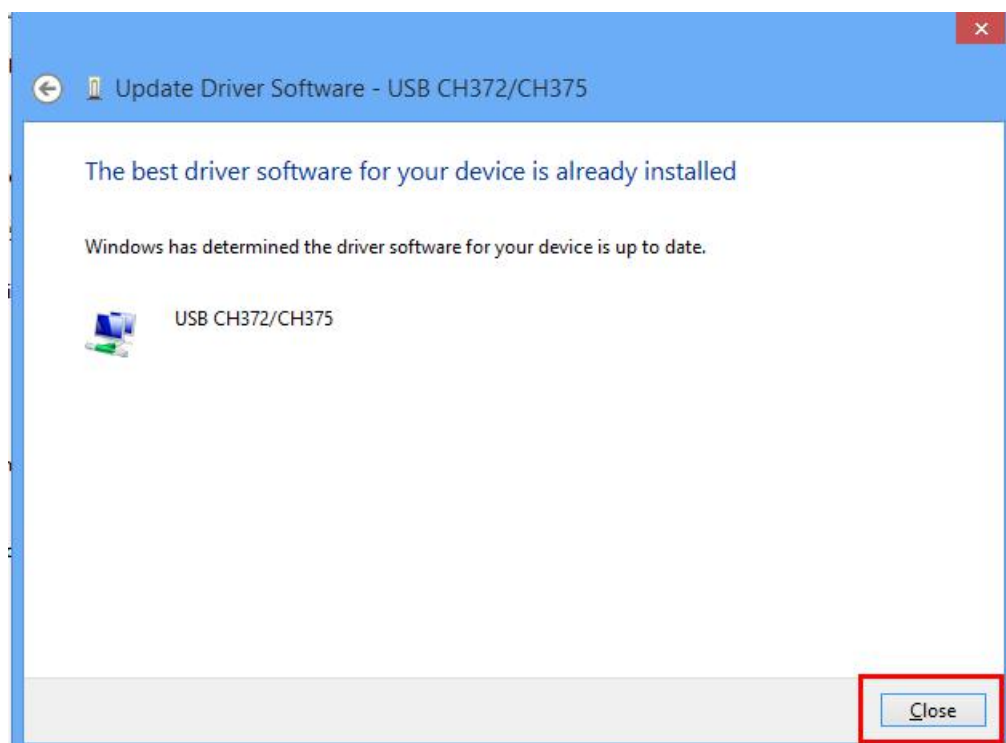 Update Driver Software - USB CH372/CH375
The best driver software for your device is already installed
Windows has determined the driver software for your device is up to date.
USB CH372/CH375
Close